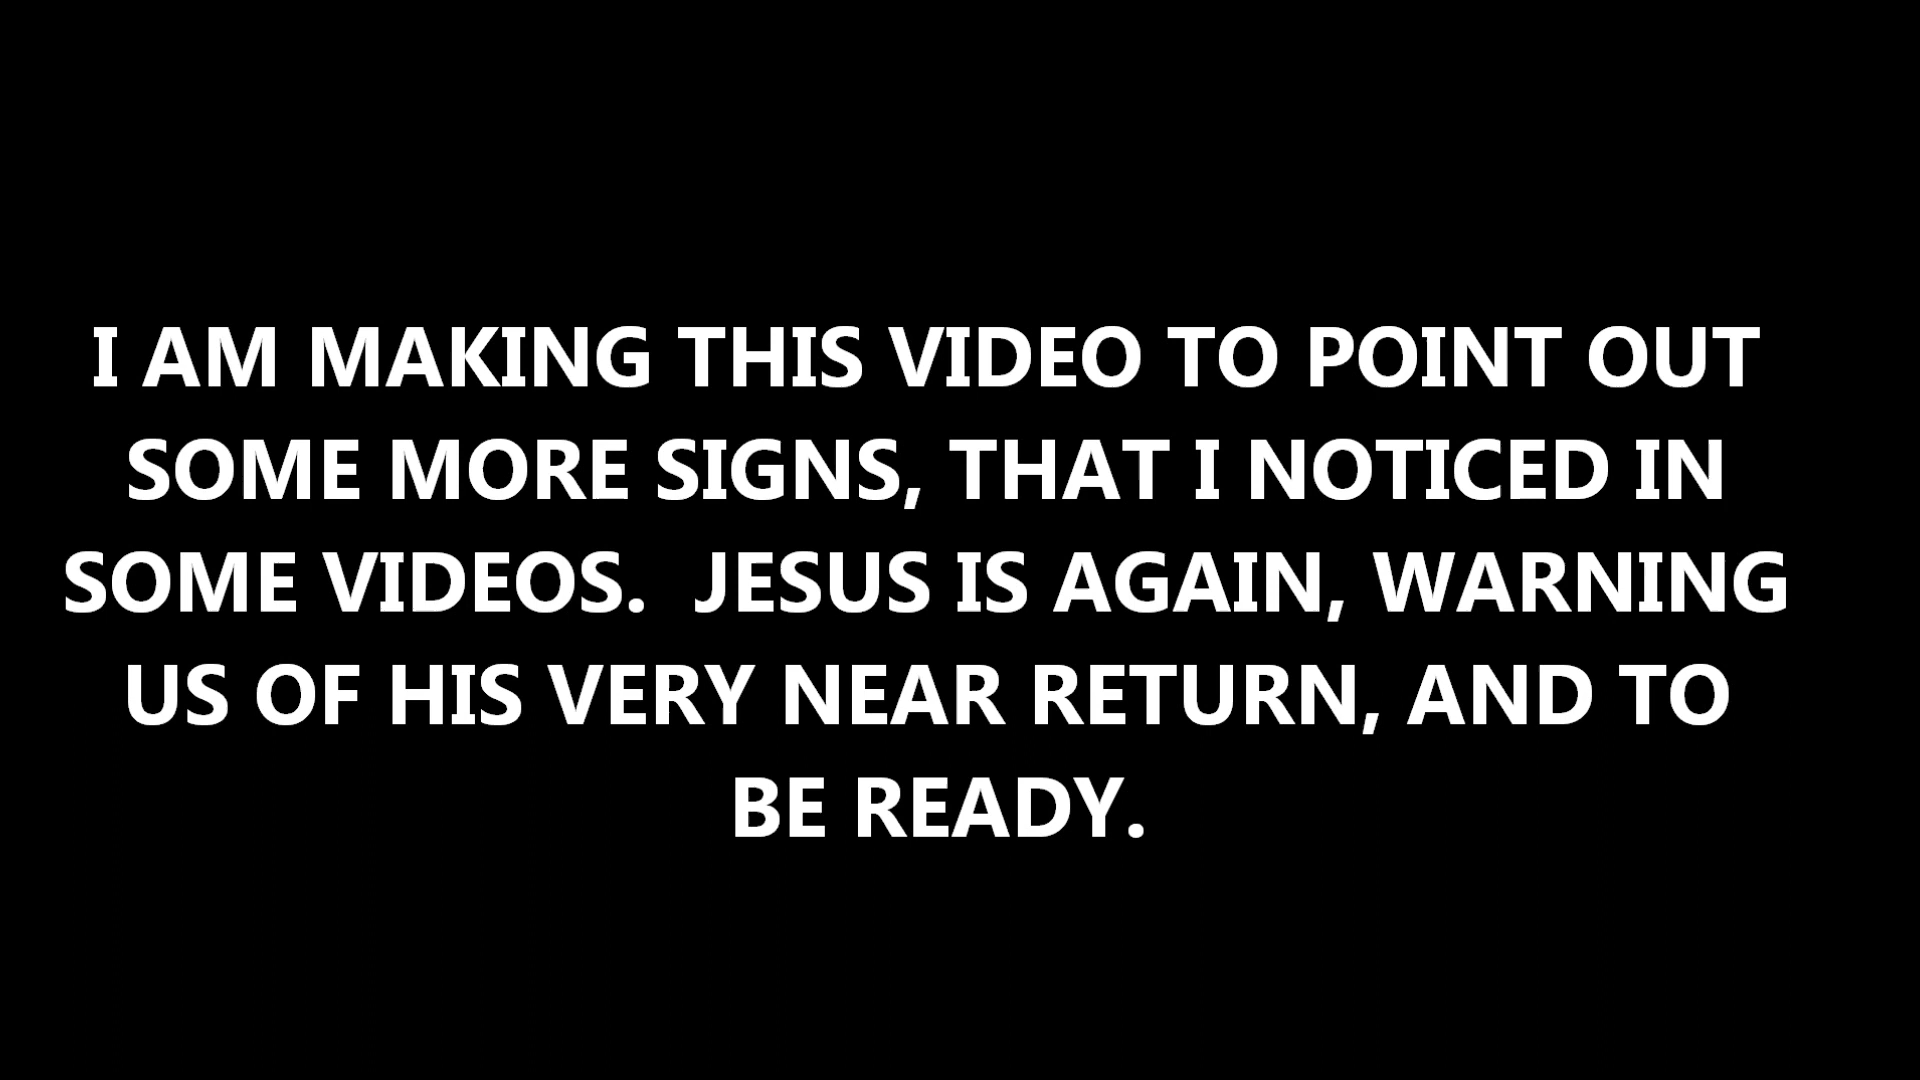 I AM MAKING THIS VIDEO TO POINT OUT
SOME MORE SIGNS, THAT I NOTICED IN
SOME VIDEOS.  JESUS IS AGAIN, WARNING
US OF HIS VERY NEAR RETURN, AND TO
BE READY.